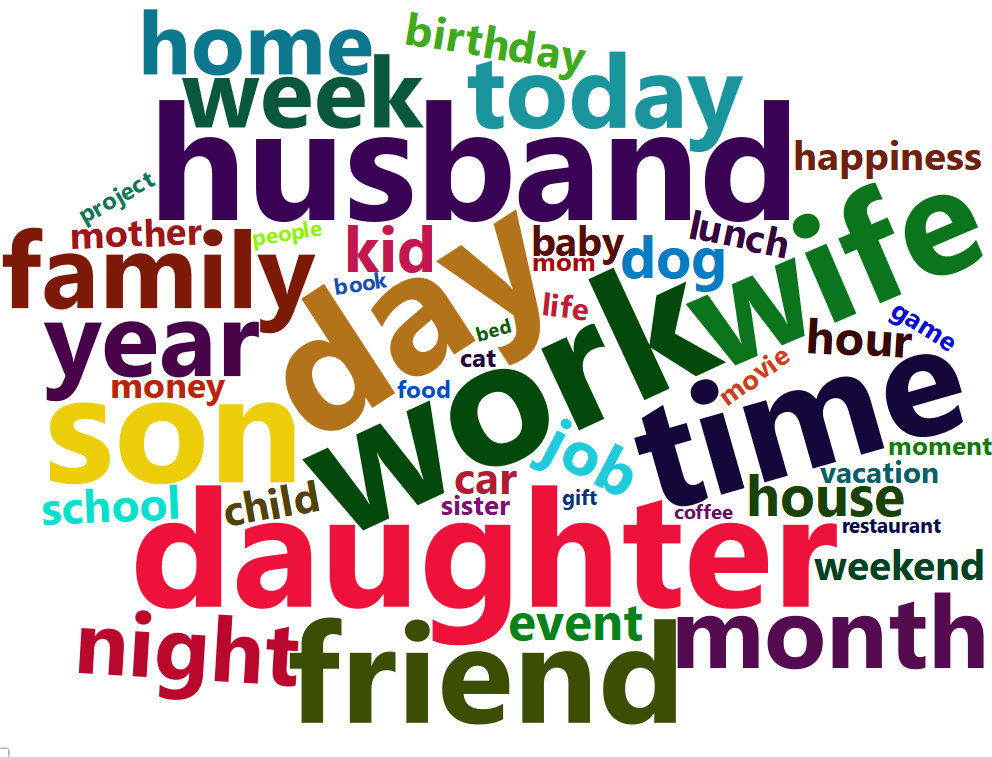 home
birthday
week
today
husband
happiness
project
mother
people
kid
baby
mom
lunch
dog
wife
family
day
book
life
year
bed
cat
work
hour
game
money
food
movie
son
time
job
moment
school
child
car
sister
gift
coffee
vacation
house
restaurant
daughter
weekend
night
friend
event
month